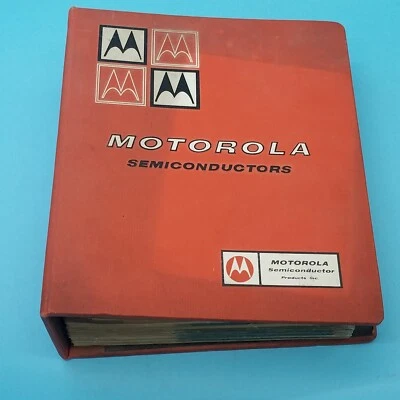 MOTOROLA
SEMICONDUCTORS
MOTOROLA
Semiconductor
Products Inc.